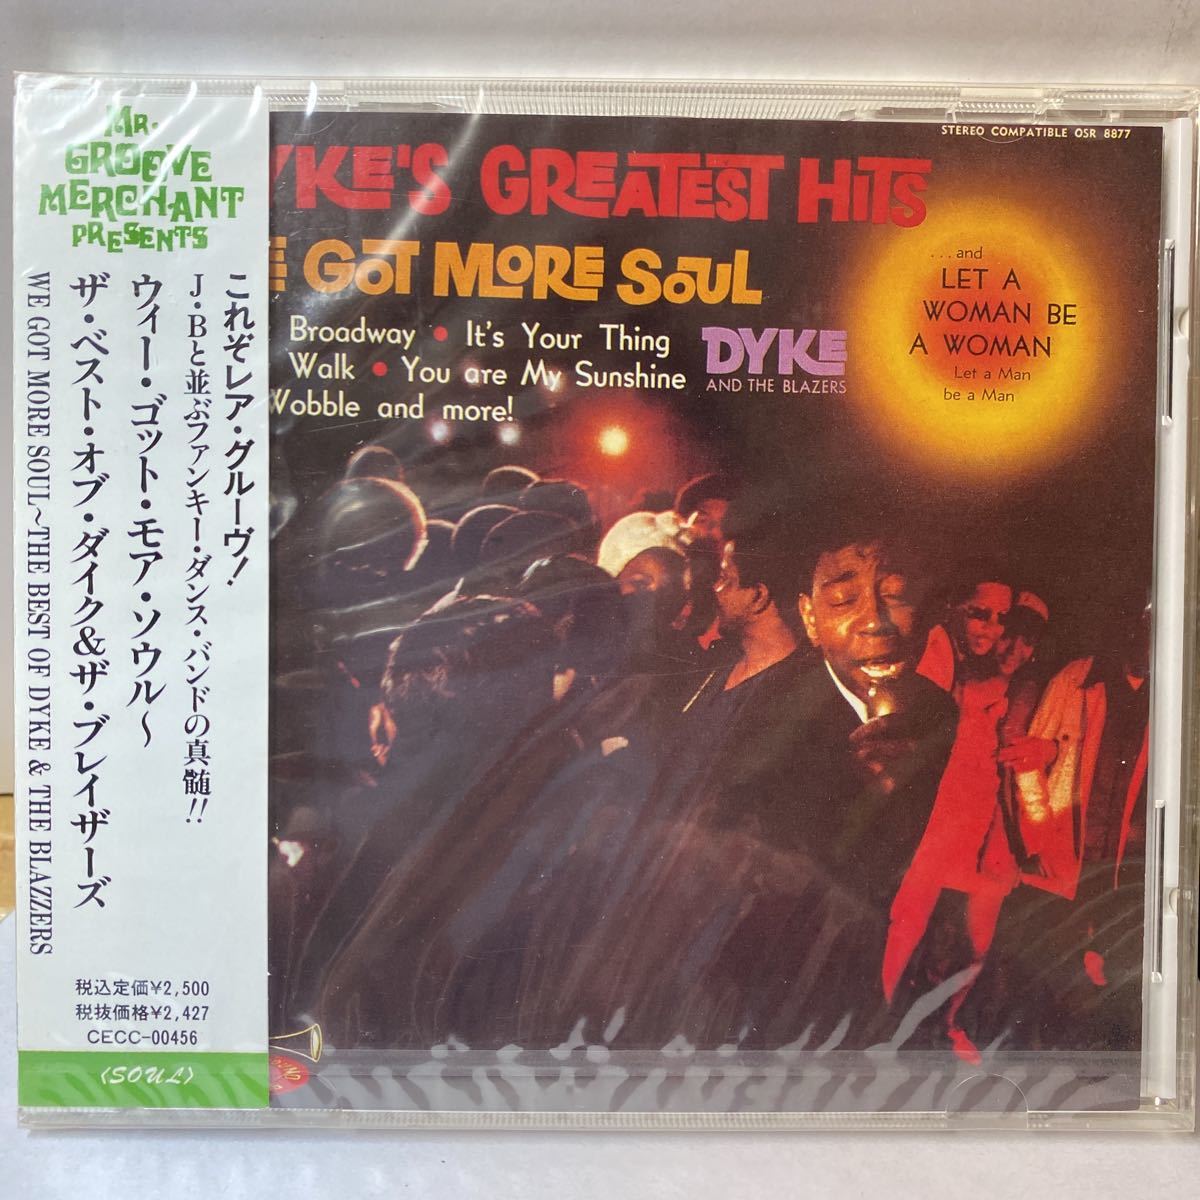 MR.
GROOVE
MERCHANT
PRESENTS
これぞレア・グルーヴ!
J・Bと並ぶファンキー・ダンス・バンドの真髄!!
ウィー・ゴット・モア・ソウル〜
ザ・ベスト・オブ・ダイク&ザ・ブレイザーズ
WE GOT MORE SOUL〜THE BEST OF DYKE & THE BLAZZERS
税込定価¥2,500
税抜価格¥2,427
CECC-00456
〈SOUL〉
STEREO COMPATIBLE OSR 8877
YKE'S GREATEST HITS
E GOT MORE SOUL
Broadway • It's Your Thing
Walk • You are My Sunshine
Wobble and more!
DYKE
AND THE BLAZERS
...and
LET A
WOMAN BE
A WOMAN
Let a Man
be a Man